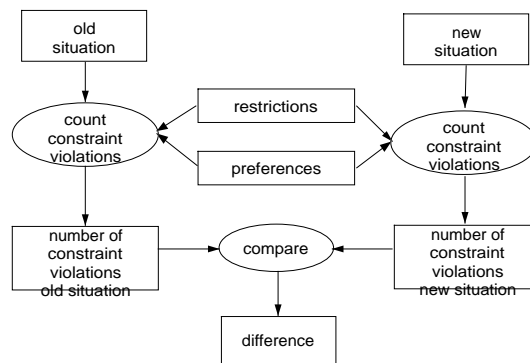 old
situation
new
situation
restrictions
count
constraint
violations
count
constraint
violations
preferences
number of
constraint
violations
old situation
compare
number of
constraint
violations
new situation
difference